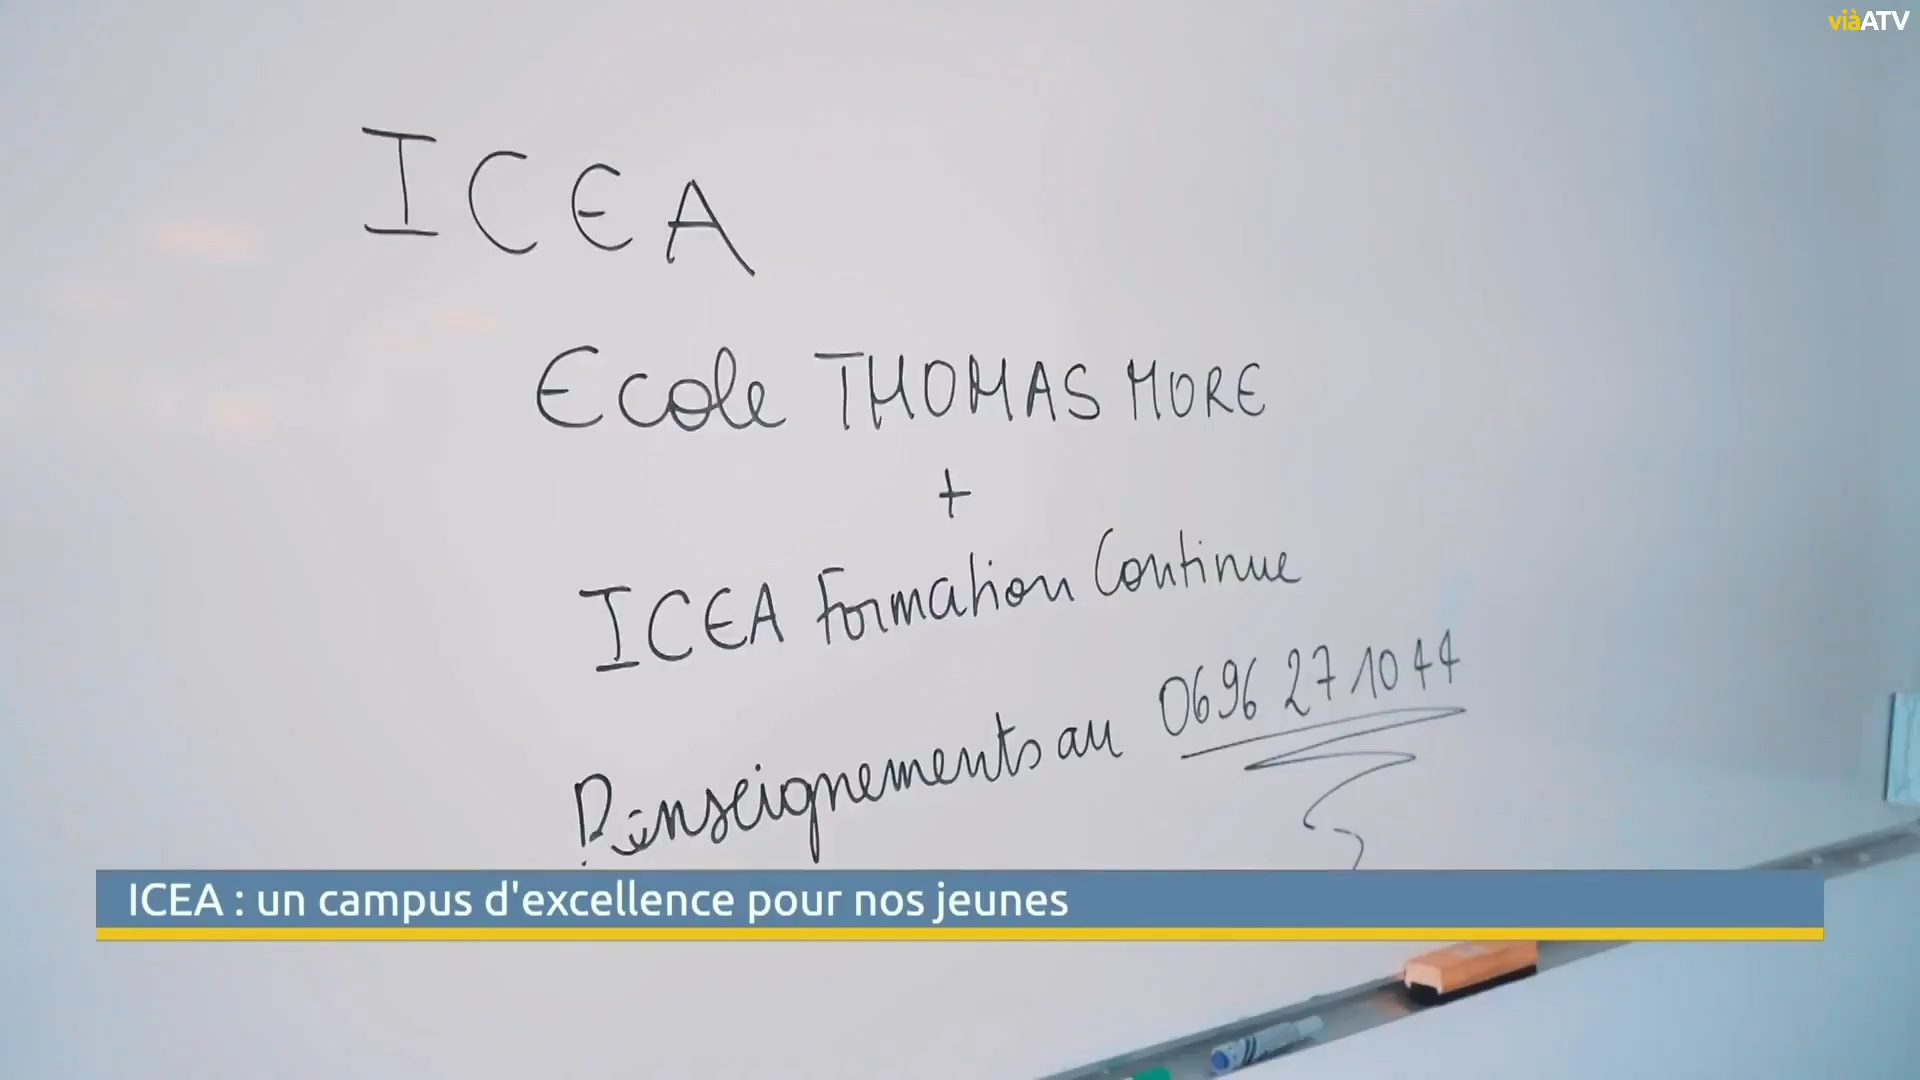 viàATV
ICEA
Ecole THOMAS MORE
+
ICEA Formation Continue
Renseignements au 0696 27 10 44
ICEA : un campus d'excellence pour nos jeunes